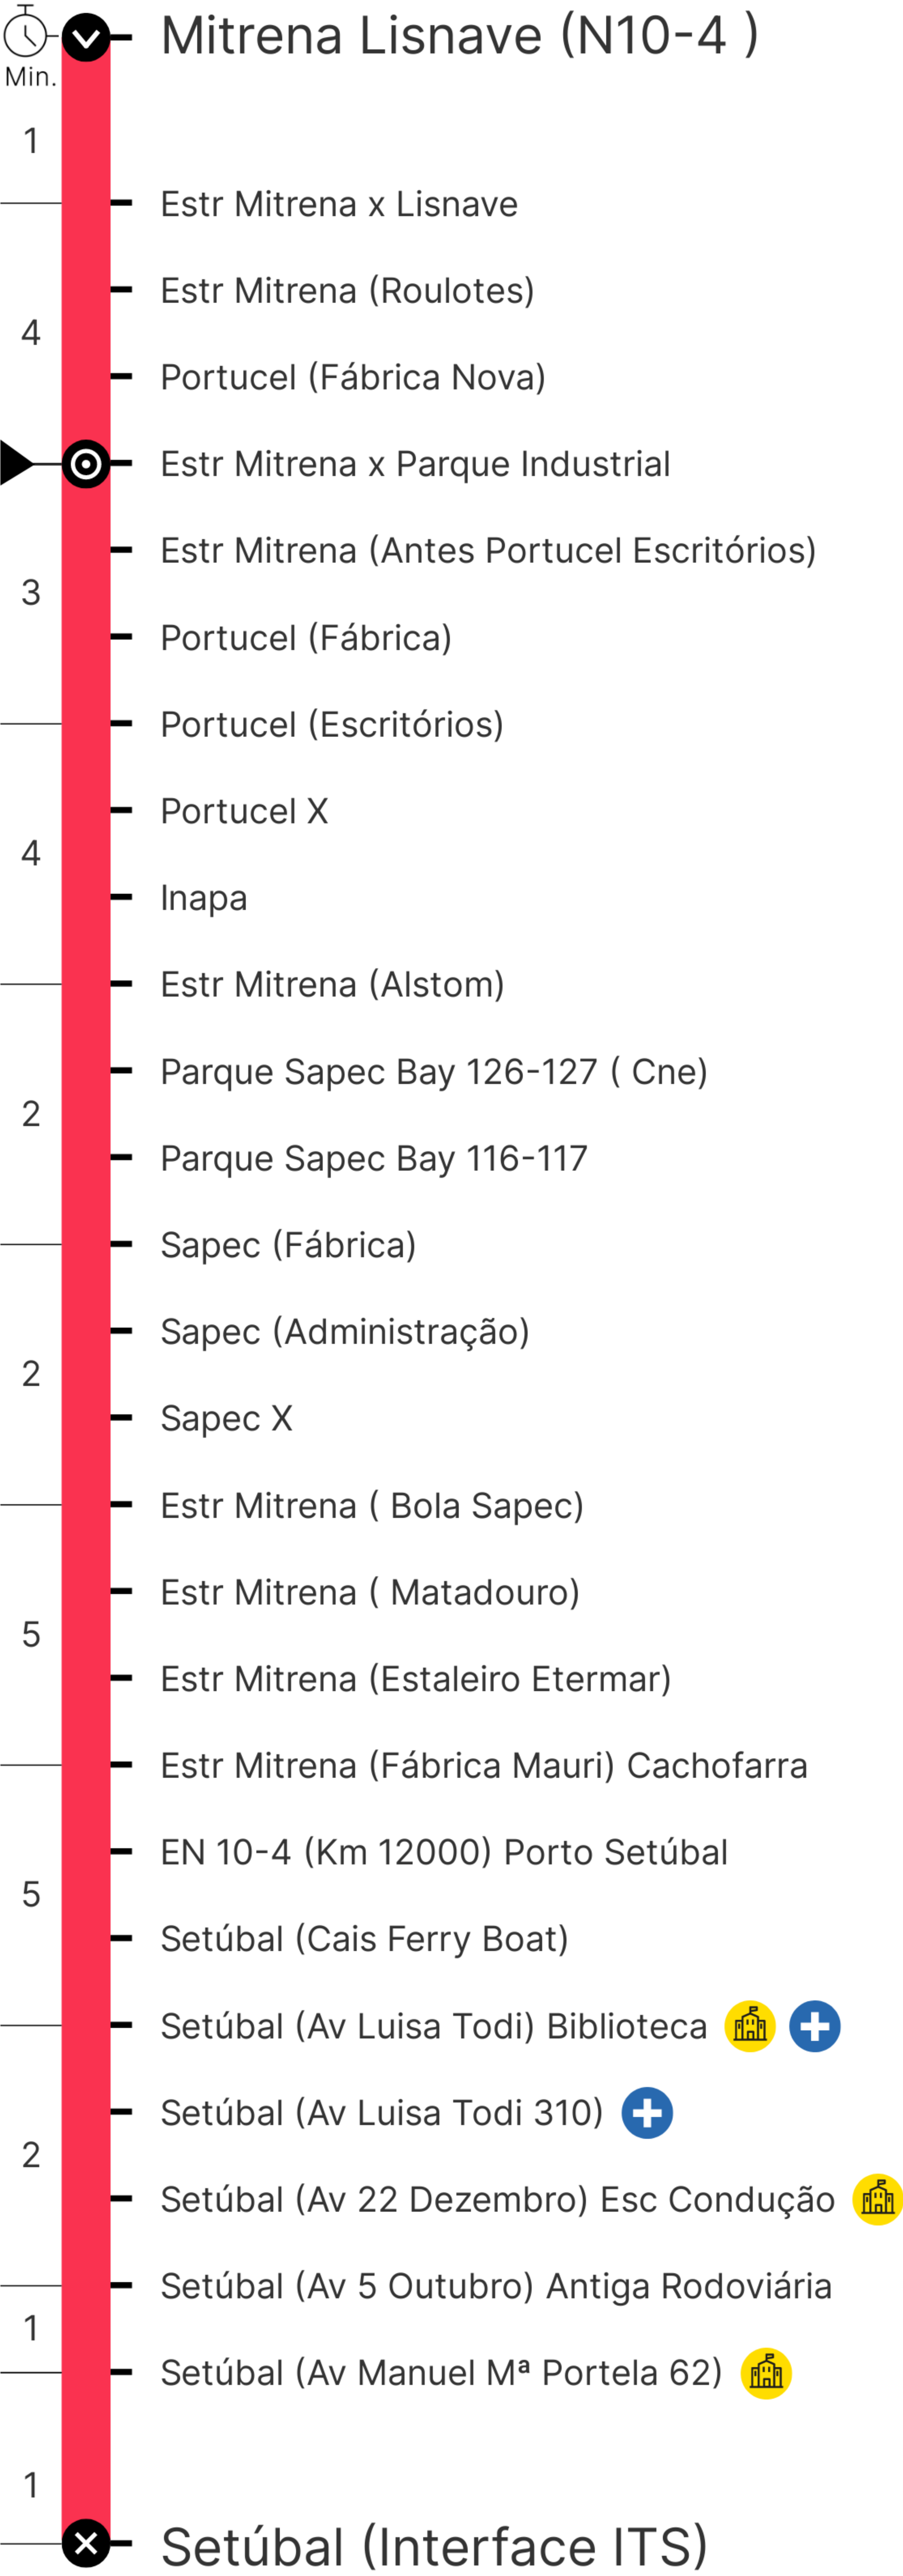 Mitrena Lisnave (N10-4 )
Min.
1
Estr Mitrena x Lisnave
Estr Mitrena (Roulotes)
4
Portucel (Fábrica Nova)
Estr Mitrena x Parque Industrial
Estr Mitrena (Antes Portucel Escritórios)
3
Portucel (Fábrica)
Portucel (Escritórios)
Portucel X
4
Inapa
Estr Mitrena (Alstom)
Parque Sapec Bay 126-127 ( Cne)
2
Parque Sapec Bay 116-117
Sapec (Fábrica)
Sapec (Administração)
2
Sapec X
Estr Mitrena ( Bola Sapec)
Estr Mitrena ( Matadouro)
5
Estr Mitrena (Estaleiro Etermar)
Estr Mitrena (Fábrica Mauri) Cachofarra
EN 10-4 (Km 12000) Porto Setúbal
5
Setúbal (Cais Ferry Boat)
Setúbal (Av Luisa Todi) Biblioteca
Setúbal (Av Luisa Todi 310)
2
Setúbal (Av 22 Dezembro) Esc Condução
Setúbal (Av 5 Outubro) Antiga Rodoviária
1
Setúbal (Av Manuel Mª Portela 62)
1
Setúbal (Interface ITS)